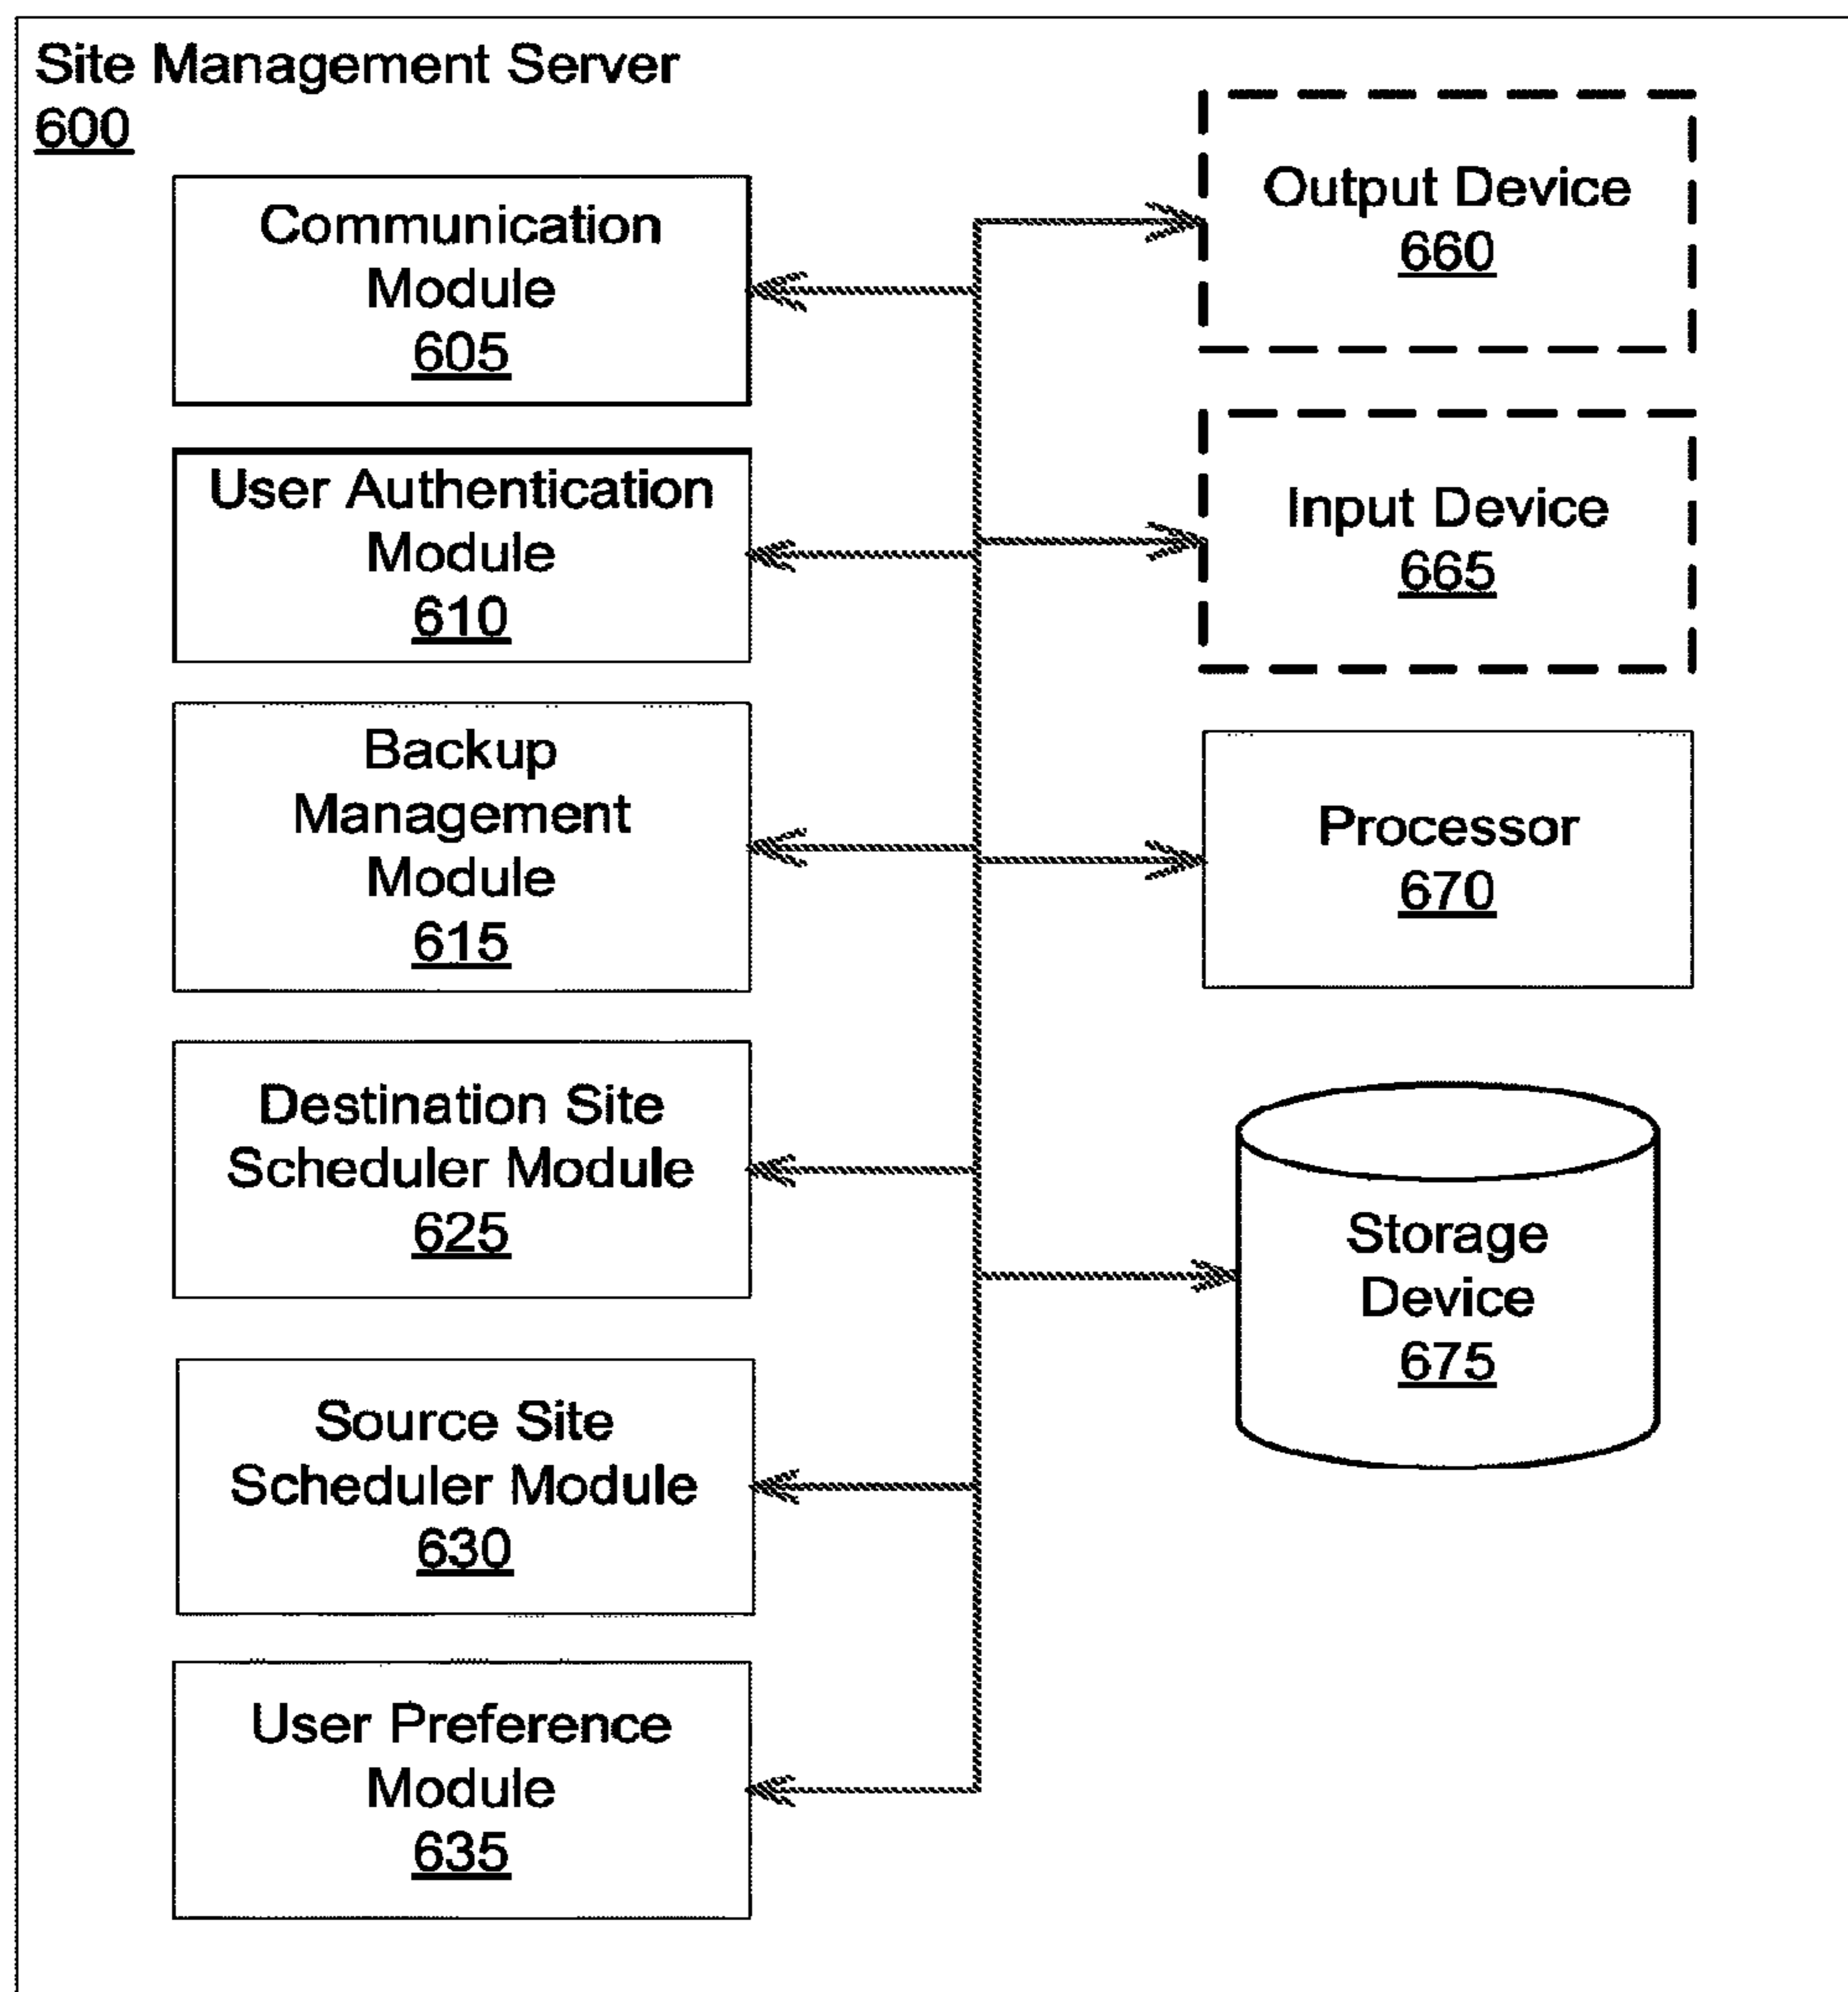 Site Management Server
600
Communication
Module
605
User Authentication
Module
610
Backup
Management
Module
615
Destination Site
Scheduler Module
625
Source Site
Scheduler Module
630
User Preference
Module
635
Output Device
660
Input Device
665
Processor
670
Storage
Device
675